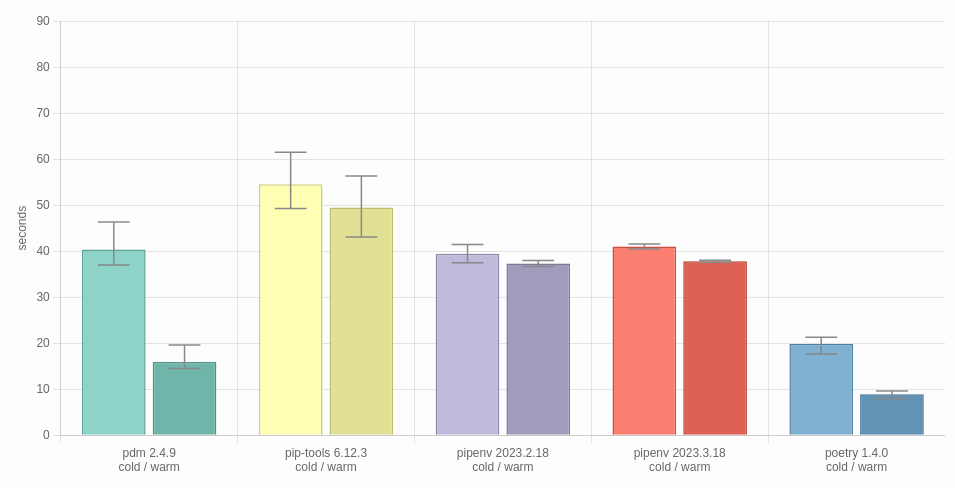 90
80
70
60
50
40
30
20
10
0
seconds
pdm 2.4.9
cold / warm
pip-tools 6.12.3
cold / warm
pipenv 2023.2.18
cold / warm
pipenv 2023.3.18
cold / warm
poetry 1.4.0
cold / warm